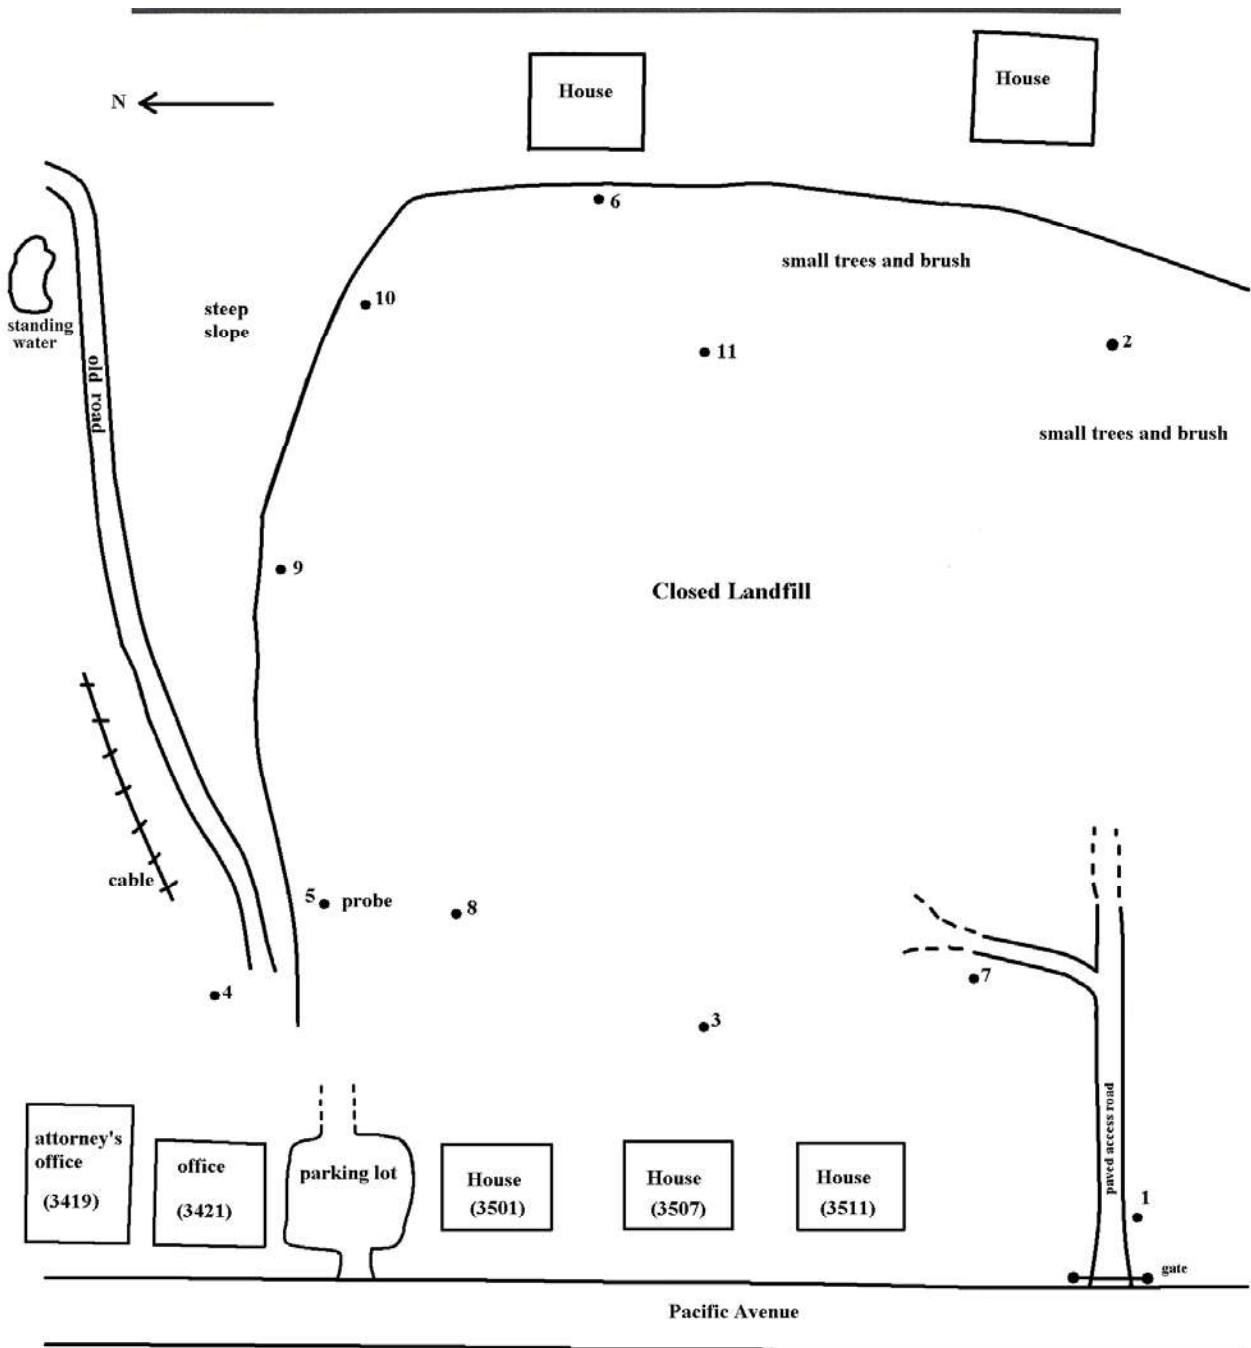 House
House
N
6
small trees and brush
10
steep
slope
standing
water
11
2
old road
small trees and brush
9
Closed Landfill
cable
5
probe
8
7
4
3
paved access road
attorney's
office
(3419)
office
(3421)
parking lot
House
(3501)
House
(3507)
House
(3511)
1
gate
Pacific Avenue